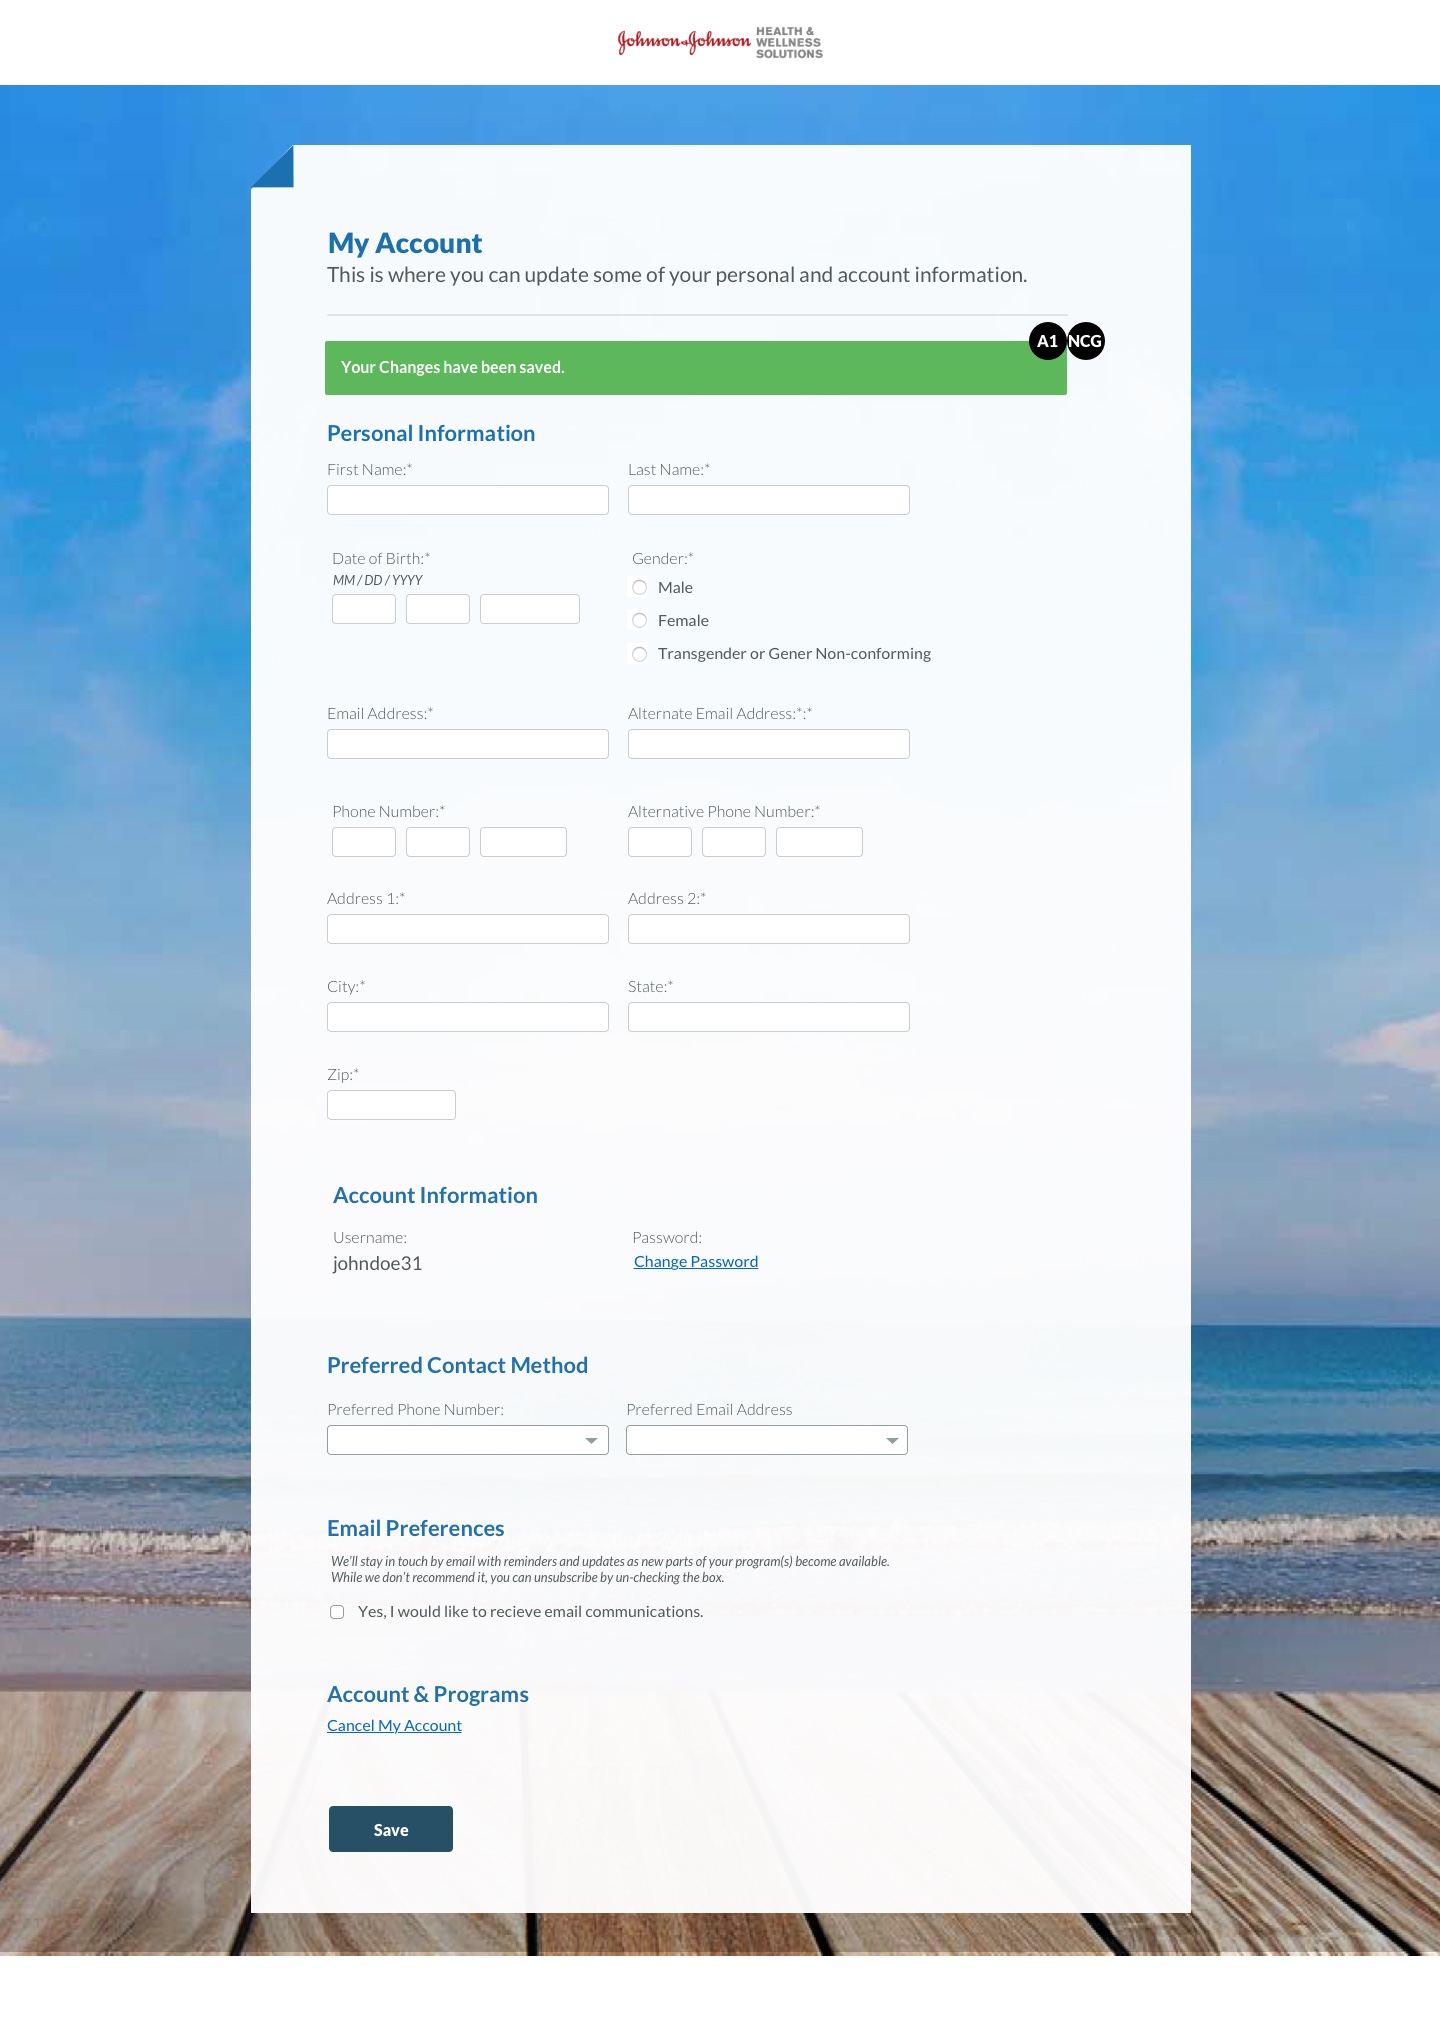 Johnson & Johnson HEALTH &
WELLNESS
SOLUTIONS
My Account
This is where you can update some of your personal and account information.
A1 NCG
Your Changes have been saved.
Personal Information
First Name:* Last Name:*
Date of Birth:* Gender:*
MM / DD / YYYY
Male
Female
Transgender or Gener Non-conforming
Email Address:* Alternate Email Address:*:*
Phone Number:* Alternative Phone Number:*
Address 1:* Address 2:*
City:* State:*
Zip:*
Account Information
Username: Password:
johndoe31 Change Password
Preferred Contact Method
Preferred Phone Number: Preferred Email Address
Email Preferences
We'll stay in touch by email with reminders and updates as new parts of your program(s) become available.
While we don't recommend it, you can unsubscribe by un-checking the box.
Yes, I would like to recieve email communications.
Account & Programs
Cancel My Account
Save